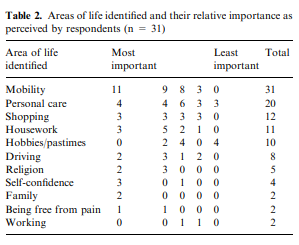 Table 2. Areas of life identified and their relative importance as
perceived by respondents (n = 31)
Area of life Most Least Total
identified important important
Mobility 11 9 8 3 0 31
Personal care 4 4 6 3 3 20
Shopping 3 3 3 3 0 12
Housework 3 5 2 1 0 11
Hobbies/pastimes 0 2 4 0 4 10
Driving 2 3 1 2 0 8
Religion 2 3 0 0 0 5
Self-confidence 3 0 1 0 0 4
Family 2 0 0 0 0 2
Being free from pain 1 1 0 0 0 2
Working 0 0 1 1 0 2